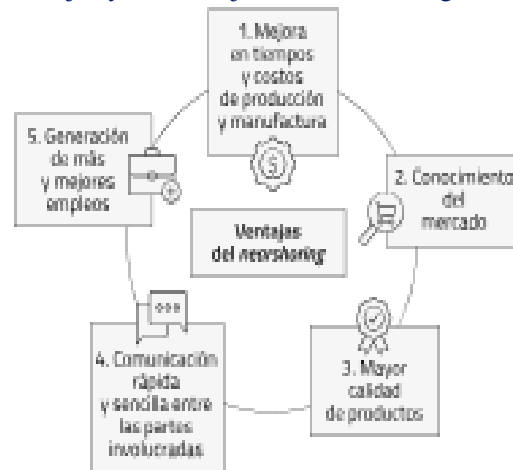 1. Mejora
en tiempos
y costos
de producción
y manufactura
2. Conocimiento
del
mercado
3. Mayor
calidad
de productos
4. Comunicación
rápida
y sencilla entre
las partes
involucradas
5. Generación
de más
y mejores
empleos
Ventajas
del nearshoring